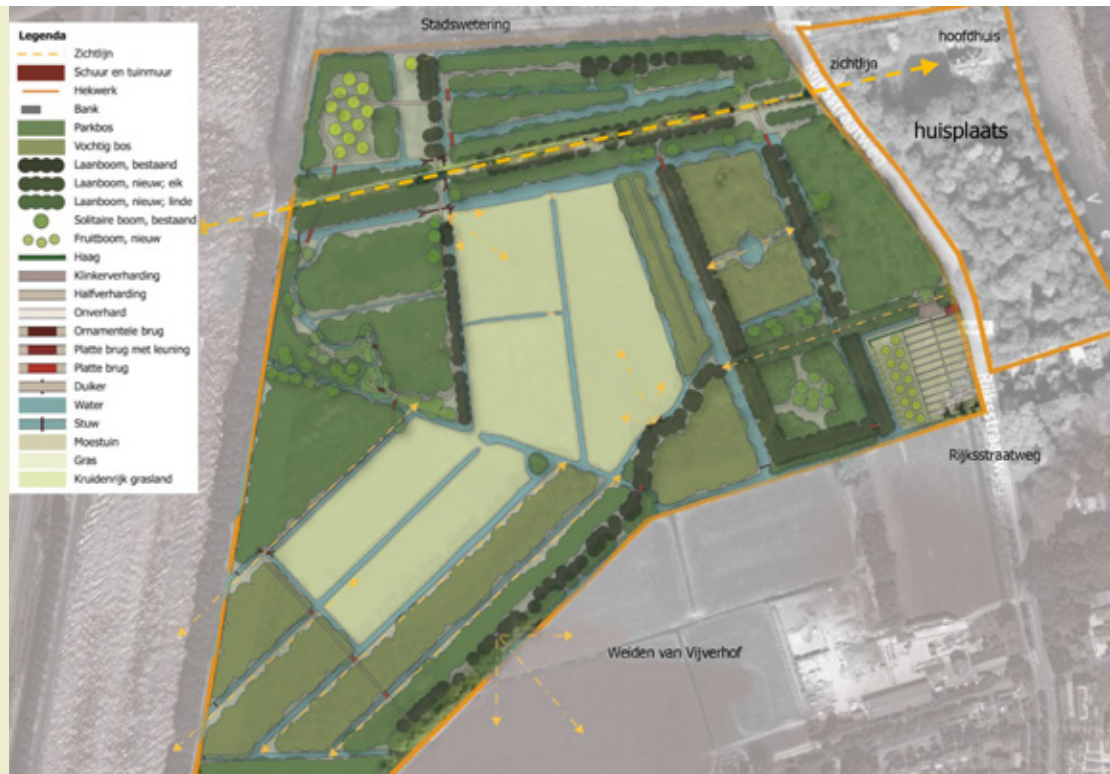 Legenda
Zichtlijn
Schuur en tuinmuur
Hekwerk
Bank
Parkbos
Vochtig bos
Laanboom, bestaand
Laanboom, nieuw; eik
Laanboom, nieuw; linde
Solitaire boom, bestaand
Fruitboom, nieuw
Haag
Klinkerverharding
Halfverharding
Onverhard
Ornamentele brug
Platte brug met leuning
Platte brug
Duiker
Water
Stuw
Moestuin
Gras
Kruidenrijk grasland
Stadswetering
hoofdhuis
zichtlijn
huisplaats
V
Rijksstraatweg
Weiden van Vijverhof